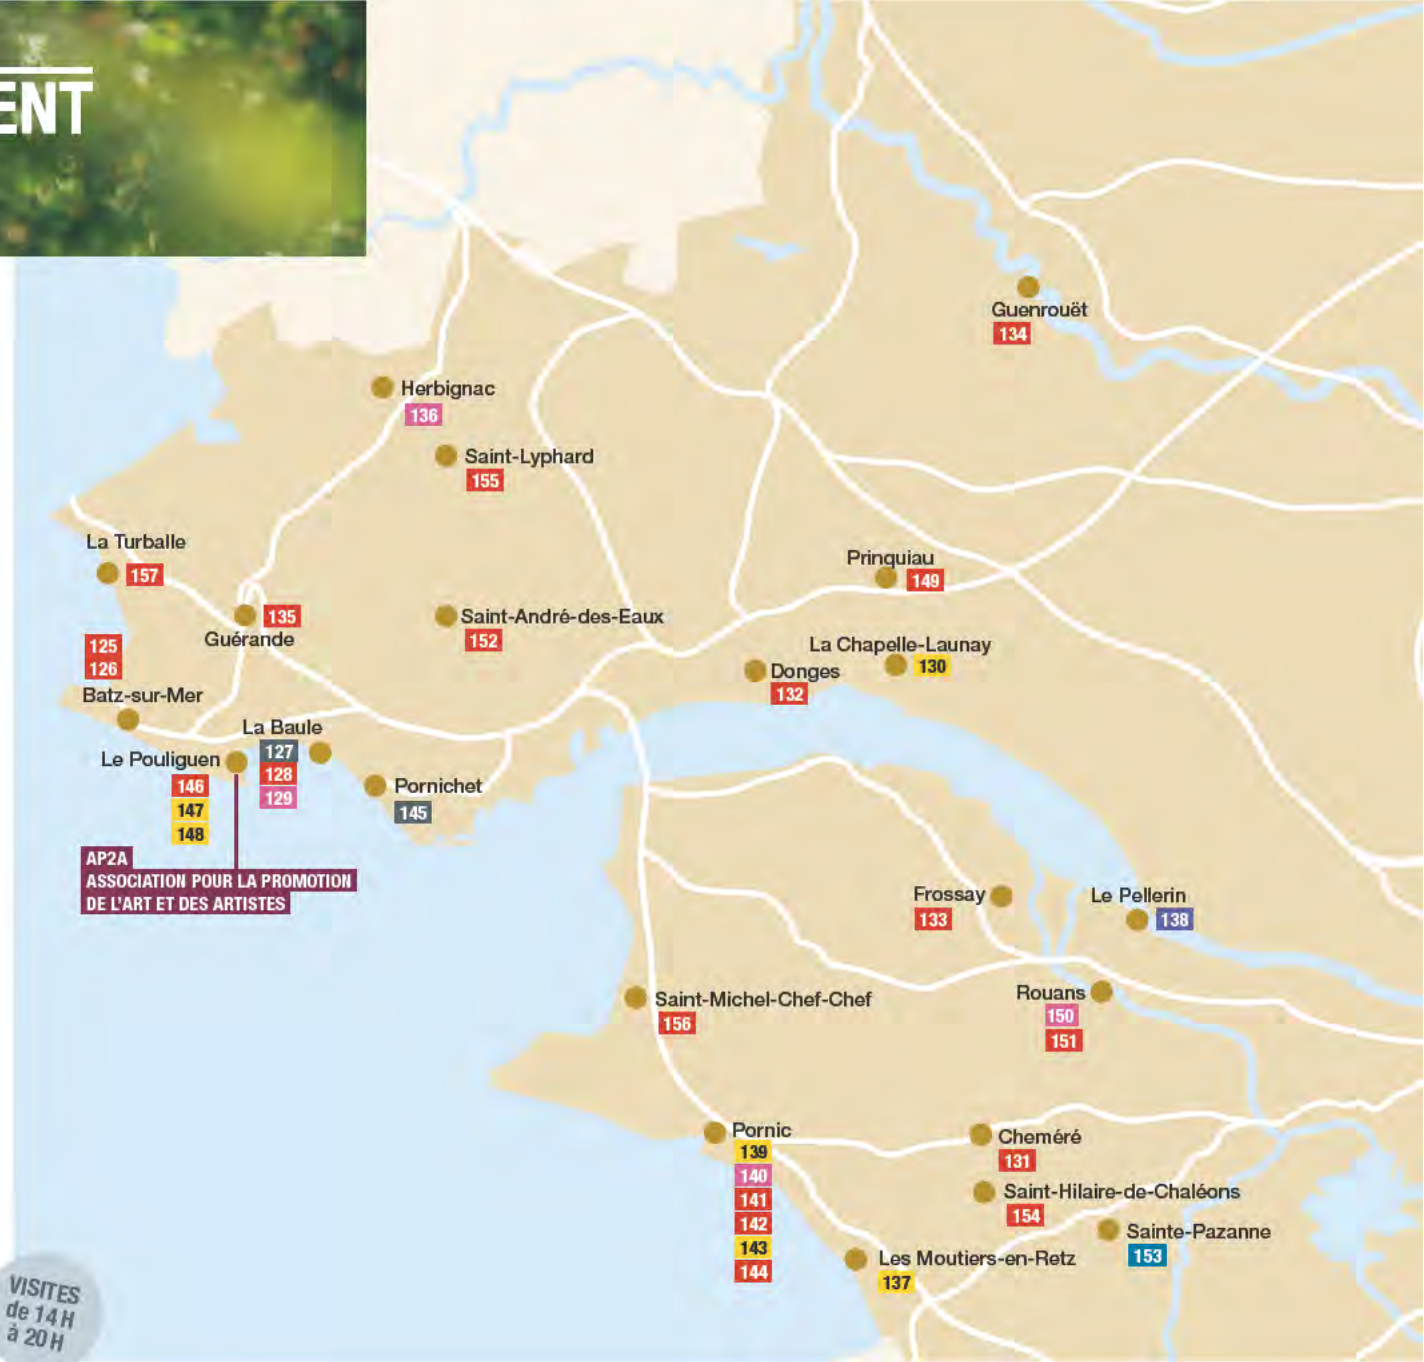 ENT
Guenrouët
134
Herbignac
136
Saint-Lyphard
155
La Turballe
157
Prinquiau
149
135
Guérande
Saint-André-des-Eaux
152
125
126
Batz-sur-Mer
La Chapelle-Launay
130
Donges
132
La Baule
127
128
129
Le Pouliguen
146
147
148
Pornichet
145
AP2A
ASSOCIATION POUR LA PROMOTION
DE L'ART ET DES ARTISTES
Frossay
133
Le Pellerin
138
Saint-Michel-Chef-Chef
156
Rouans
150
151
Pornic
139
140
141
142
143
144
Cheméré
131
Saint-Hilaire-de-Chaléons
154
Sainte-Pazanne
153
Les Moutiers-en-Retz
137
VISITES
de 14 H
à 20 H